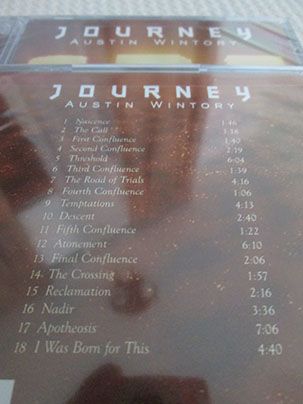 JOURNEY
AUSTIN WINTORY
JOURNEY
AUSTIN WINTORY
1 Nascence 1:46
2 The Call 3:18
3 First Confluence 1:40
4 Second Confluence 2:19
5 Threshold 6:04
6 Third Confluence 1:39
7 The Road of Trials 4:16
8 Fourth Confluence 1:06
9 Temptations 4:13
10 Descent 2:40
11 Fifth Confluence 1:22
12 Atonement 6:10
13 Final Confluence 2:06
14 The Crossing 1:57
15 Reclamation 2:16
16 Nadir 3:36
17 Apotheosis 7:06
18 I Was Born for This 4:40